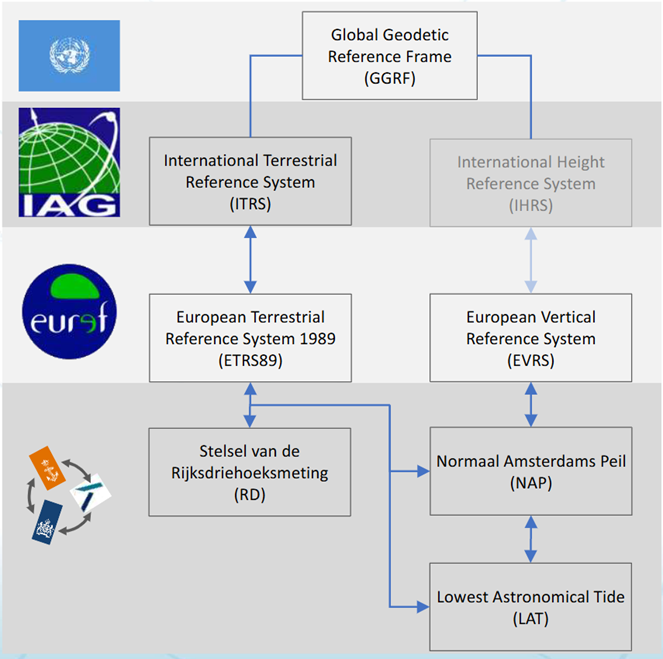 Global Geodetic
Reference Frame
(GGRF)
IAG
International Terrestrial
Reference System
(ITRS)
International Height
Reference System
(IHRS)
euref
European Terrestrial
Reference System 1989
(ETRS89)
European Vertical
Reference System
(EVRS)
Stelsel van de
Rijksdriehoeksmeting
(RD)
Normaal Amsterdams Peil
(NAP)
Lowest Astronomical Tide
(LAT)